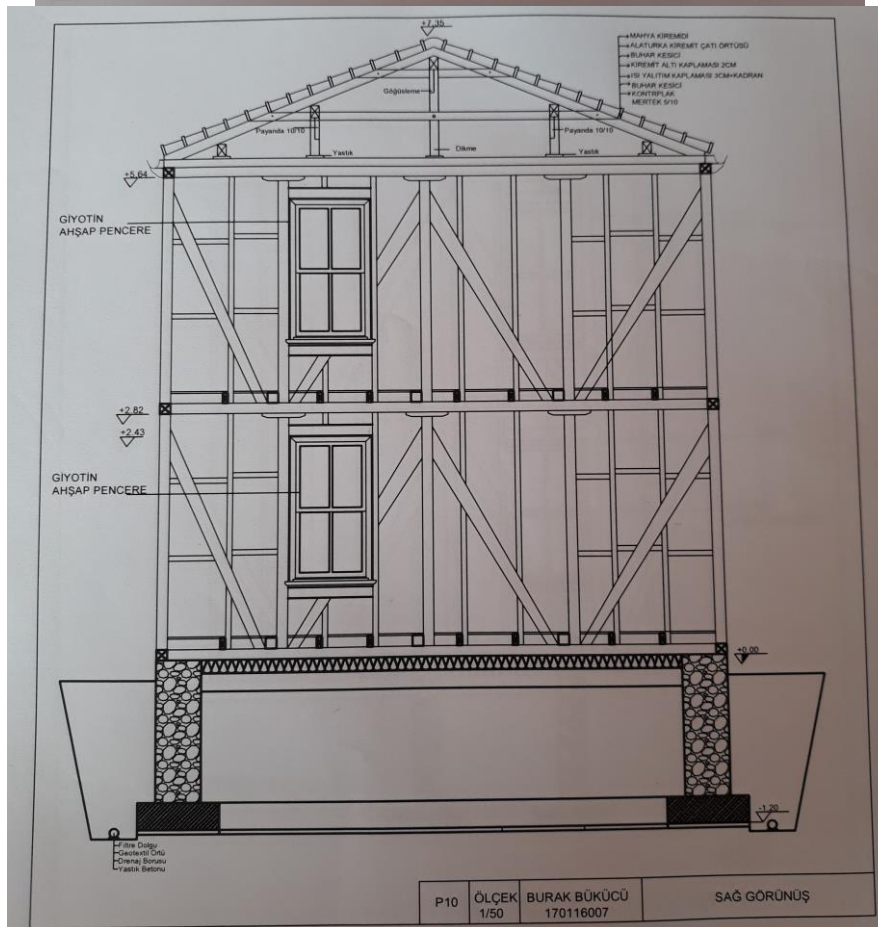 +7.35
MAHYA KİREMİDİ
ALATURKA KİREMİT ÇATI ÖRTÜSÜ
BUHAR KESİCİ
KİREMİT ALTI KAPLAMASI 2CM
ISI YALITIM KAPLAMASI 3CM+KADRAN
BUHAR KESİCİ
KONTRPLAK
MERTEK 5/10
Göğüsleme
Payanda 10/10
Payanda 10/10
Yastık
Dikme
Yastık
+5.64
GİYOTİN
AHŞAP PENCERE
+2.82
+2.43
GİYOTİN
AHŞAP PENCERE
+0.00
-1.20
Filtre Dolgu
Geotextil Örtü
Drenaj Borusu
Yastık Betonu
P10
ÖLÇEK
1/50
BURAK BÜKÜCÜ
170116007
SAĞ GÖRÜNÜŞ